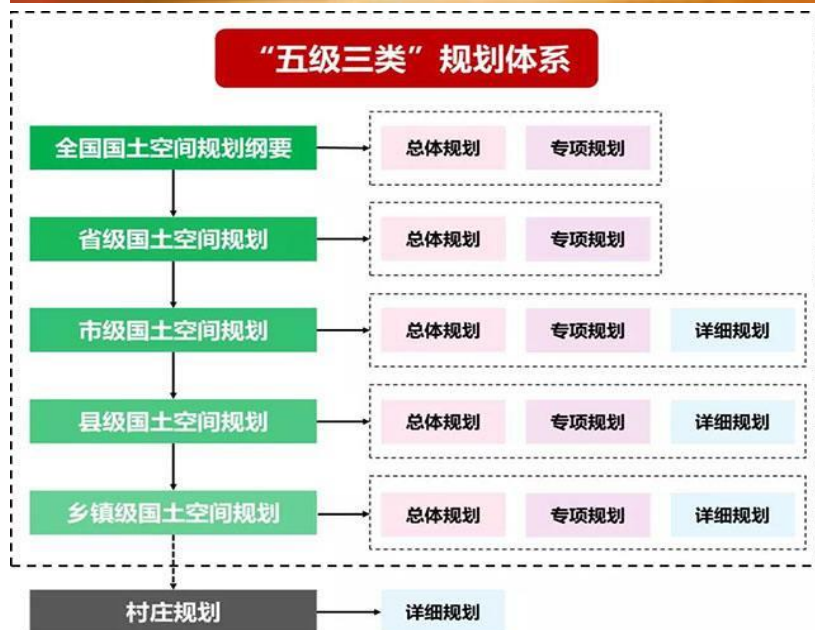 “五级三类”规划体系
全国国土空间规划纲要 总体规划 专项规划
省级国土空间规划 总体规划 专项规划
市级国土空间规划 总体规划 专项规划 详细规划
县级国土空间规划 总体规划 专项规划 详细规划
乡镇级国土空间规划 总体规划 专项规划 详细规划
村庄规划 详细规划